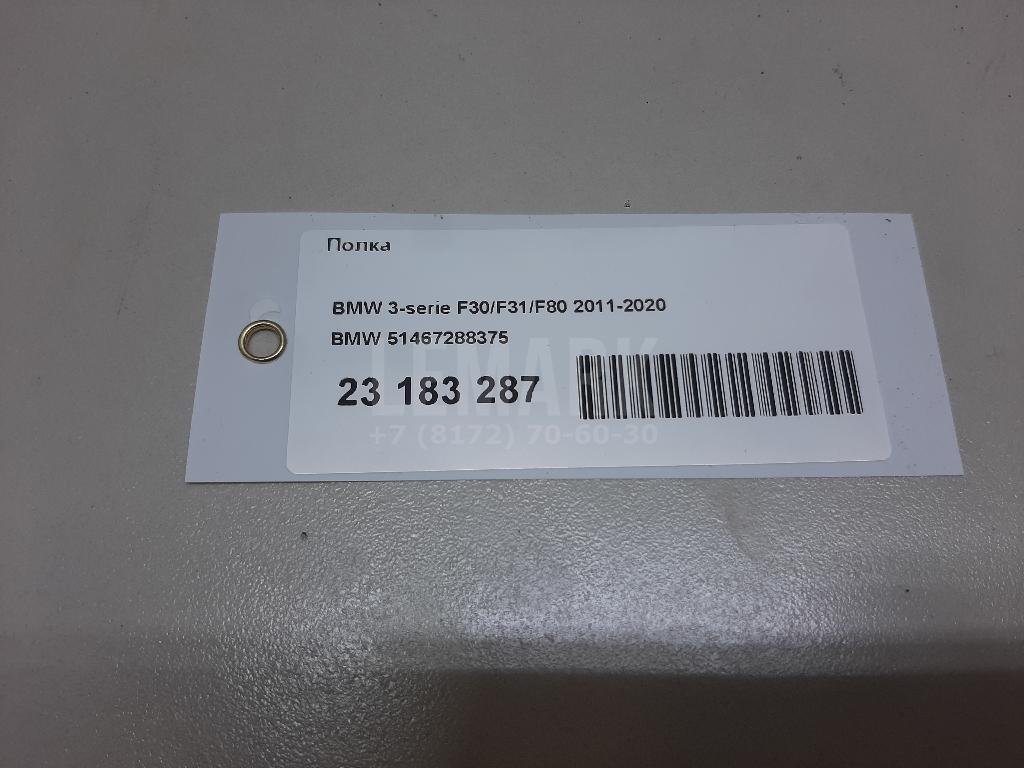 Полка
BMW 3-serie F30/F31/F80 2011-2020
BMW 51467288375
23 183 287
LEMARK
+7 (8172) 70-60-30